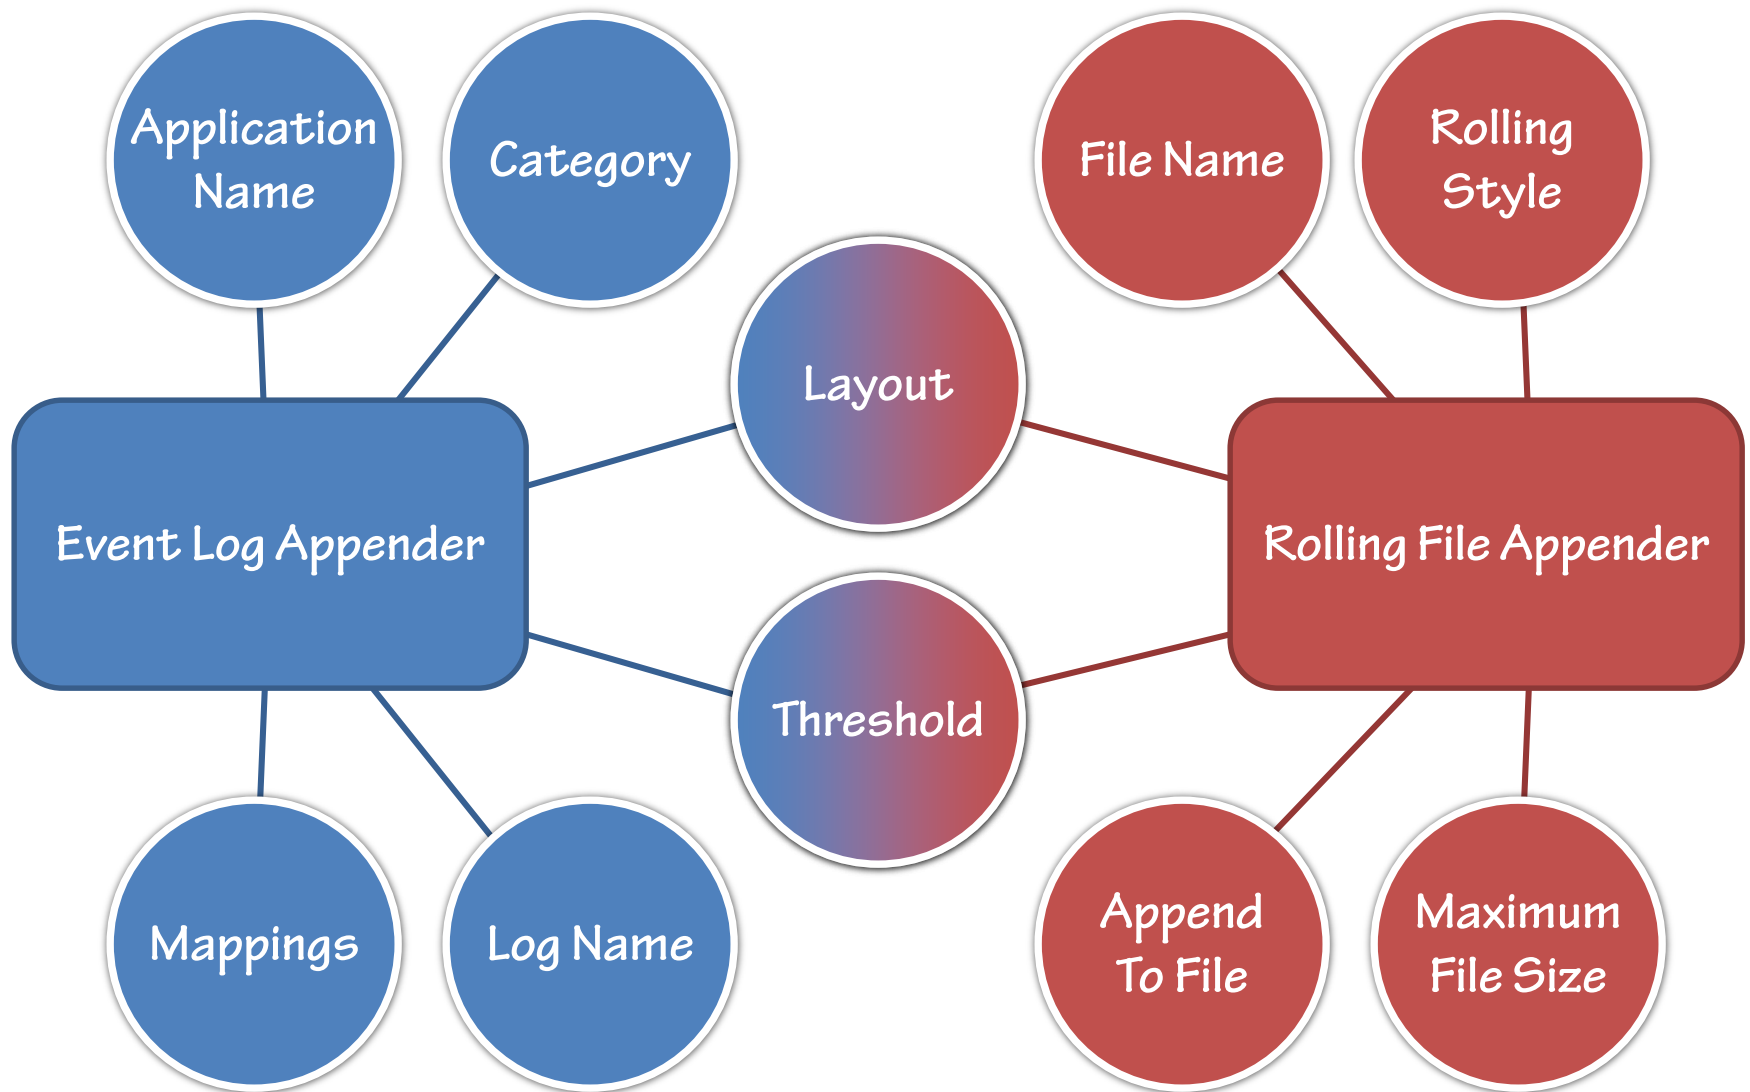 Application
Name
Category
File Name
Rolling
Style
Layout
Event Log Appender
Rolling File Appender
Threshold
Mappings
Log Name
Append
To File
Maximum
File Size